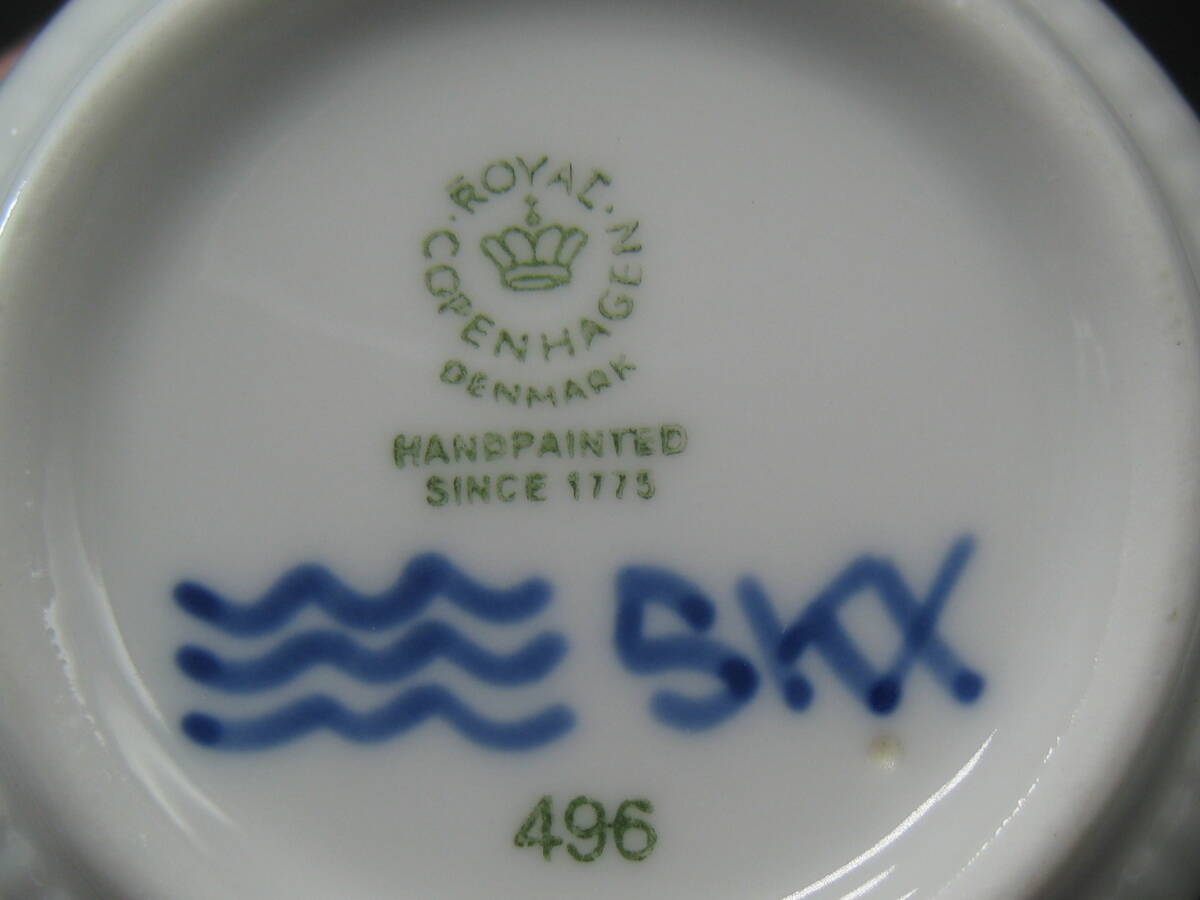 ROYAL
COPENHAGEN
DENMARK
HANDPAINTED
SINCE 1775
496